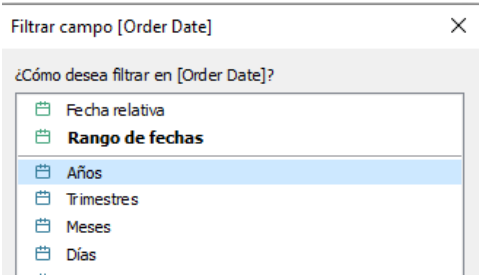 Filtrar campo [Order Date]
¿Cómo desea filtrar en [Order Date]?
Fecha relativa
Rango de fechas
Años
Trimestres
Meses
Días